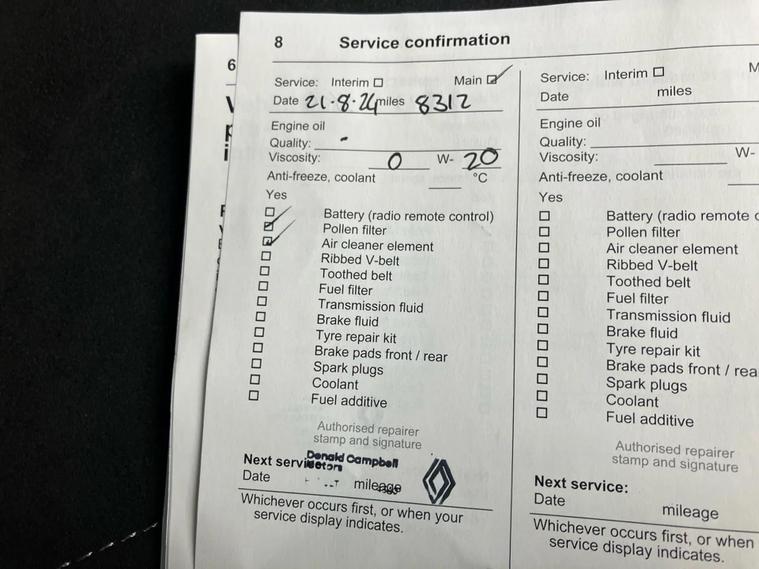 8 Service confirmation
Service: Interim Main
Date 21.8.24 miles 8312
Engine oil
Quality: -
Viscosity: 0 W- 20
Anti-freeze, coolant °C
Yes
Battery (radio remote control)
Pollen filter
Air cleaner element
Ribbed V-belt
Toothed belt
Fuel filter
Transmission fluid
Brake fluid
Tyre repair kit
Brake pads front / rear
Spark plugs
Coolant
Fuel additive
Authorised repairer
stamp and signature
Donald Campbell
Next service:
Date mileage
Whichever occurs first, or when your
service display indicates.
Service: Interim M
Date miles
Engine oil
Quality:
Viscosity: W-
Anti-freeze, coolant
Yes
Battery (radio remote c
Pollen filter
Air cleaner element
Ribbed V-belt
Toothed belt
Fuel filter
Transmission fluid
Brake fluid
Tyre repair kit
Brake pads front / rea
Spark plugs
Coolant
Fuel additive
Authorised repairer
stamp and signature
Next service:
Date mileage
Whichever occurs first, or when
service display indicates.
6